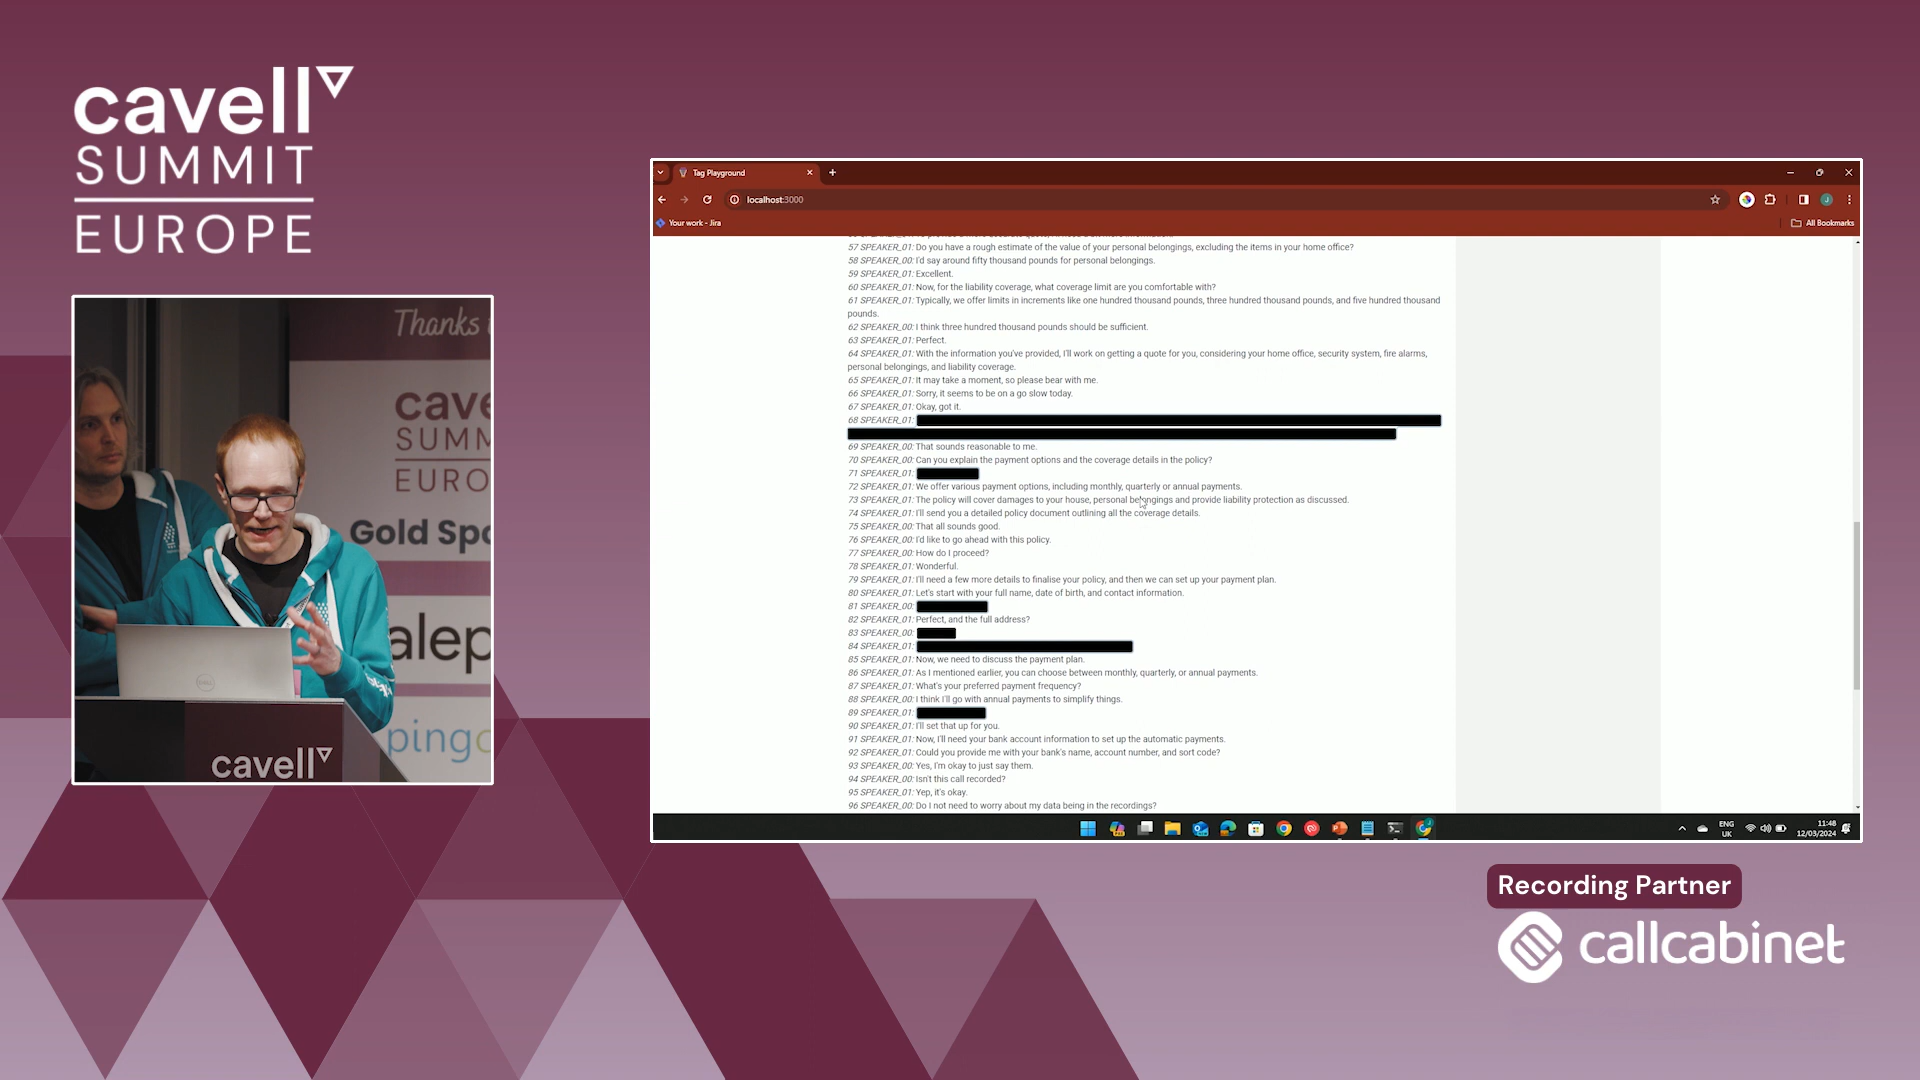 cavell
SUMMIT
EUROPE
Thanks
cave
SUMM
EURO
Gold Spo
alep
ping
cavell
Tag Playground
localhost:3000
Your work - Jira
All Bookmarks
57 SPEAKER_01: Do you have a rough estimate of the value of your personal belongings, excluding the items in your home office?
58 SPEAKER_00: I'd say around fifty thousand pounds for personal belongings.
59 SPEAKER_01: Excellent.
60 SPEAKER_01: Now, for the liability coverage, what coverage limit are you comfortable with?
61 SPEAKER_01: Typically, we offer limits in increments like one hundred thousand pounds, three hundred thousand pounds, and five hundred thousand
pounds.
62 SPEAKER_00: I think three hundred thousand pounds should be sufficient.
63 SPEAKER_01: Perfect.
64 SPEAKER_01: With the information you've provided, I'll work on getting a quote for you, considering your home office, security system, fire alarms,
personal belongings, and liability coverage.
65 SPEAKER_01: It may take a moment, so please bear with me.
66 SPEAKER_01: Sorry, it seems to be on a go slow today.
67 SPEAKER_01: Okay, got it.
68 SPEAKER_01:
69 SPEAKER_00: That sounds reasonable to me.
70 SPEAKER_00: Can you explain the payment options and the coverage details in the policy?
71 SPEAKER_01:
72 SPEAKER_01: We offer various payment options, including monthly, quarterly or annual payments.
73 SPEAKER_01: The policy will cover damages to your house, personal belongings and provide liability protection as discussed.
74 SPEAKER_01: I'll send you a detailed policy document outlining all the coverage details.
75 SPEAKER_00: That all sounds good.
76 SPEAKER_00: I'd like to go ahead with this policy.
77 SPEAKER_00: How do I proceed?
78 SPEAKER_01: Wonderful.
79 SPEAKER_01: I'll need a few more details to finalise your policy, and then we can set up your payment plan.
80 SPEAKER_01: Let's start with your full name, date of birth, and contact information.
81 SPEAKER_00:
82 SPEAKER_01: Perfect, and the full address?
83 SPEAKER_00:
84 SPEAKER_01:
85 SPEAKER_01: Now, we need to discuss the payment plan.
86 SPEAKER_01: As I mentioned earlier, you can choose between monthly, quarterly, or annual payments.
87 SPEAKER_01: What's your preferred payment frequency?
88 SPEAKER_00: I think I'll go with annual payments to simplify things.
89 SPEAKER_01:
90 SPEAKER_01: I'll set that up for you.
91 SPEAKER_01: Now, I'll need your bank account information to set up the automatic payments.
92 SPEAKER_01: Could you provide me with your bank's name, account number, and sort code?
93 SPEAKER_00: Yes, I'm okay to just say them.
94 SPEAKER_00: Isn't this call recorded?
95 SPEAKER_01: Yep, it's okay.
96 SPEAKER_00: Do I not need to worry about my data being in the recordings?
ENG
UK
11:48
12/03/2024
Recording Partner
callcabinet